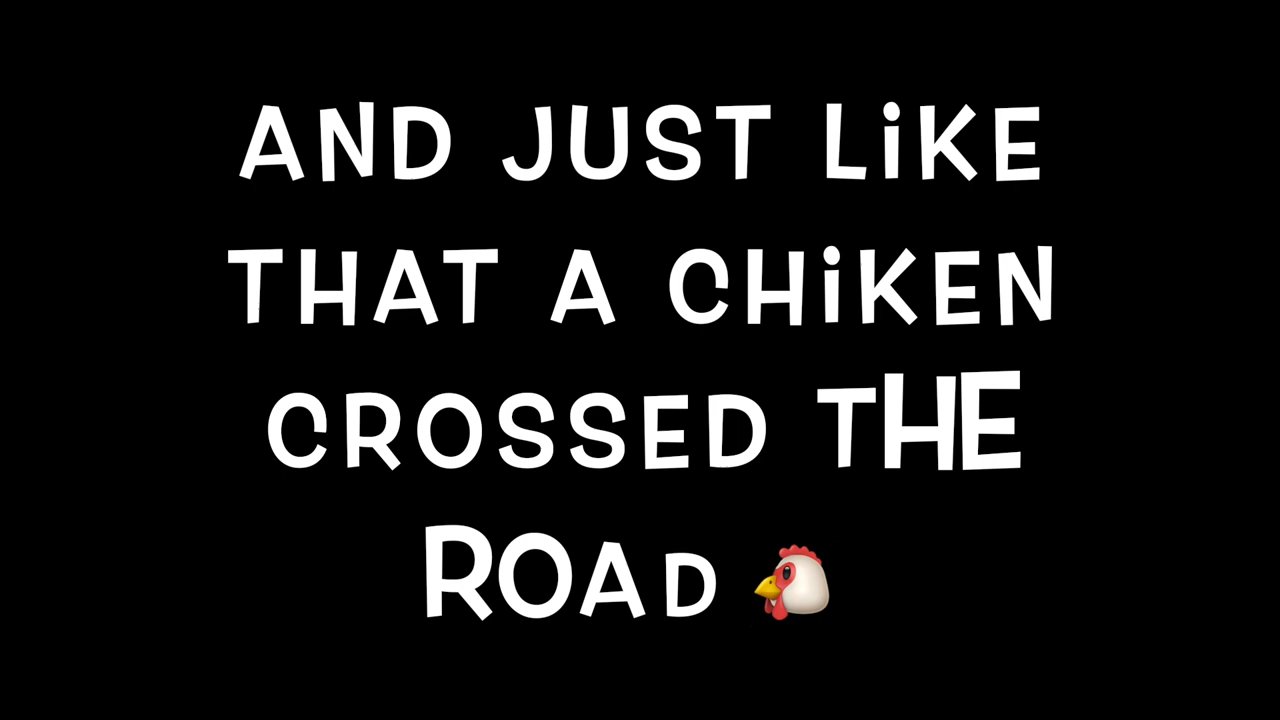 AND JUST LiKE
THAT A CHiKEN
CROSSED THE
ROAD 🐔